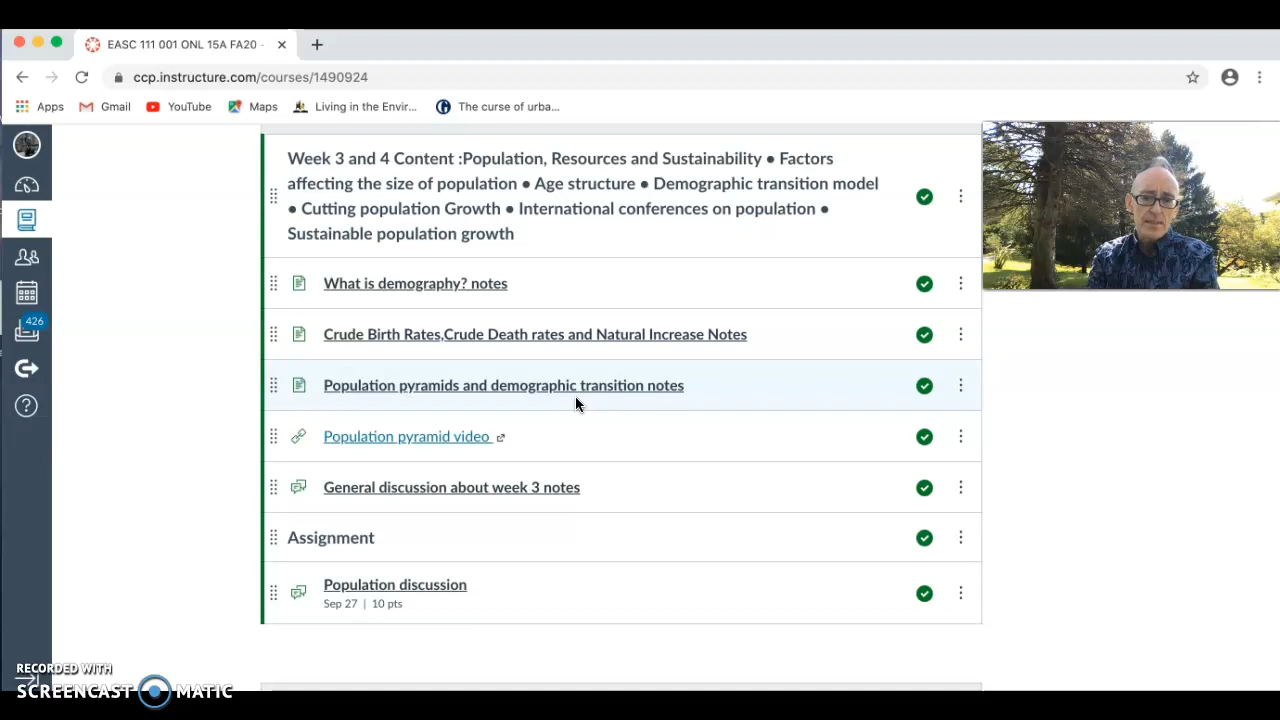 EASC 111 001 ONL 15A FA20 -
ccp.instructure.com/courses/1490924
Apps Gmail YouTube Maps Living in the Envir... The curse of urba...
Week 3 and 4 Content :Population, Resources and Sustainability ● Factors
affecting the size of population ● Age structure ● Demographic transition model
● Cutting population Growth ● International conferences on population ●
Sustainable population growth
What is demography? notes
Crude Birth Rates,Crude Death rates and Natural Increase Notes
Population pyramids and demographic transition notes
426
Population pyramid video
General discussion about week 3 notes
Assignment
Population discussion
Sep 27 | 10 pts
RECORDED WITH
SCREENCAST MATIC